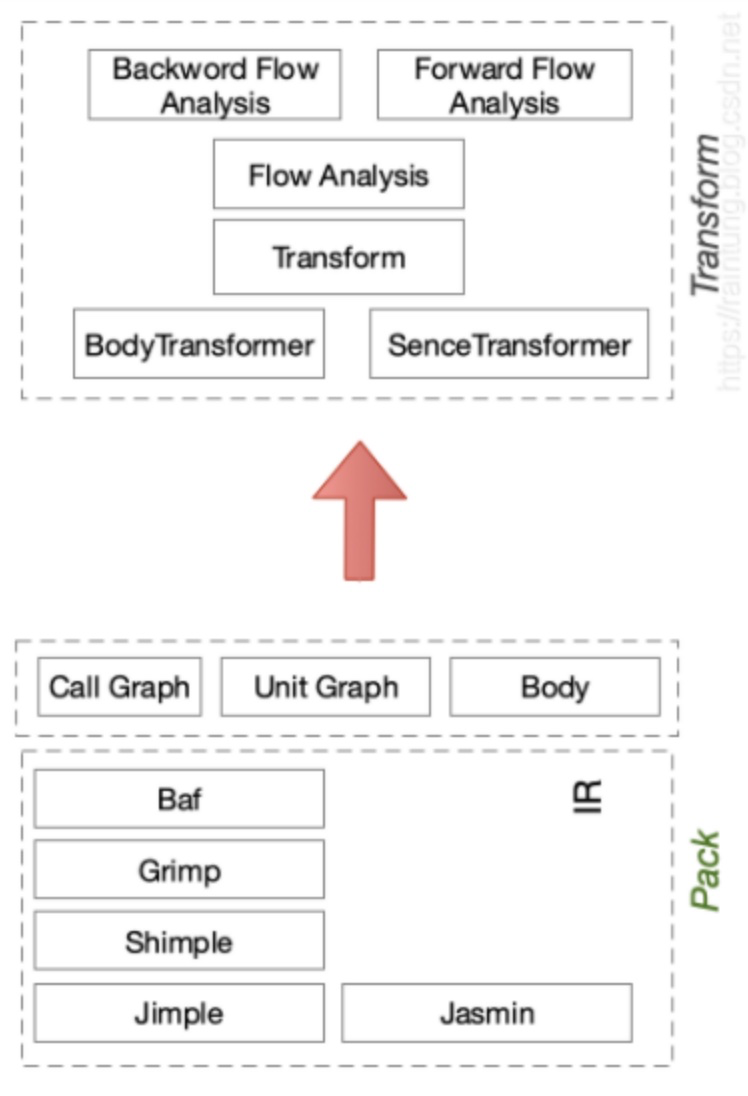 Backword Flow
Analysis
Forward Flow
Analysis
Flow Analysis
Transform
BodyTransformer
SenceTransformer
Transform
https://raintung.blog.csdn.net
Call Graph
Unit Graph
Body
Baf
IR
Grimp
Shimple
Jimple
Jasmin
Pack